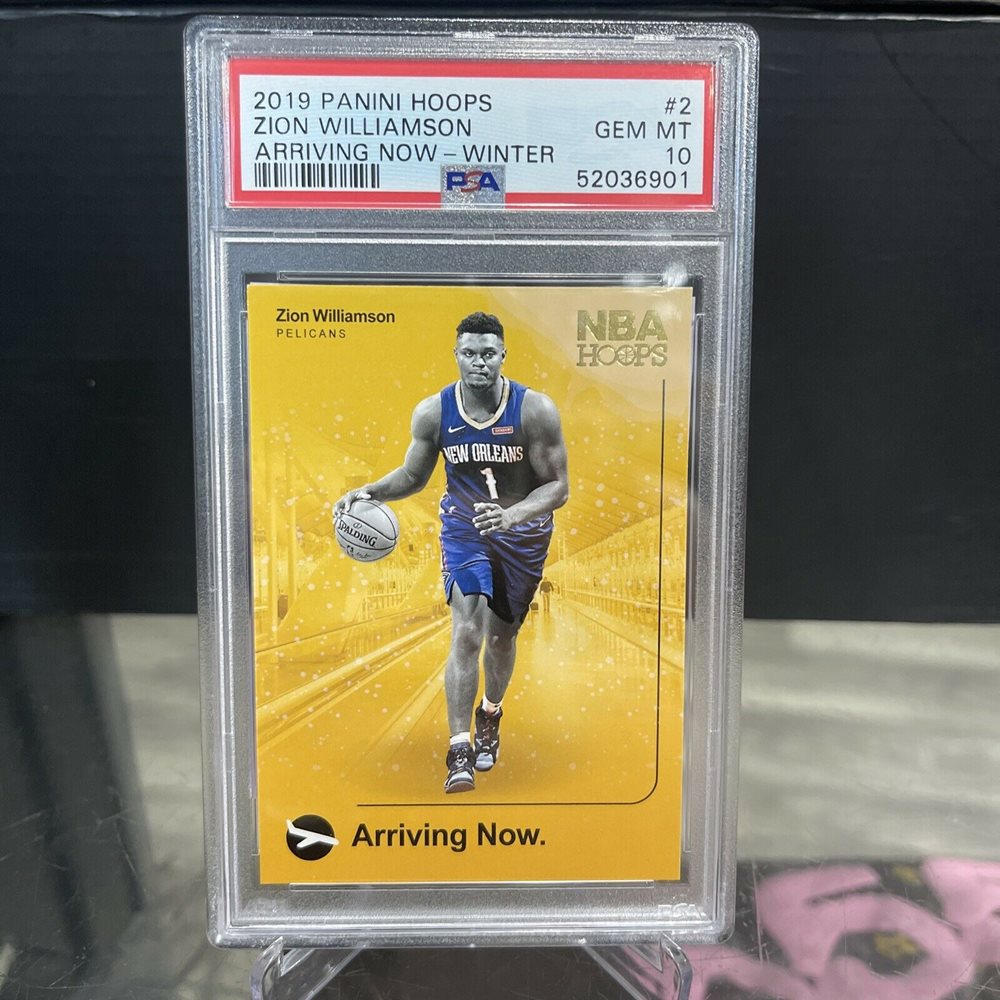 2019 PANINI HOOPS #2
ZION WILLIAMSON GEM MT
ARRIVING NOW – WINTER 10
PSA 52036901
Zion Williamson
PELICANS
NBA
HOOPS
NEW ORLEANS
1
SPALDING
Arriving Now.